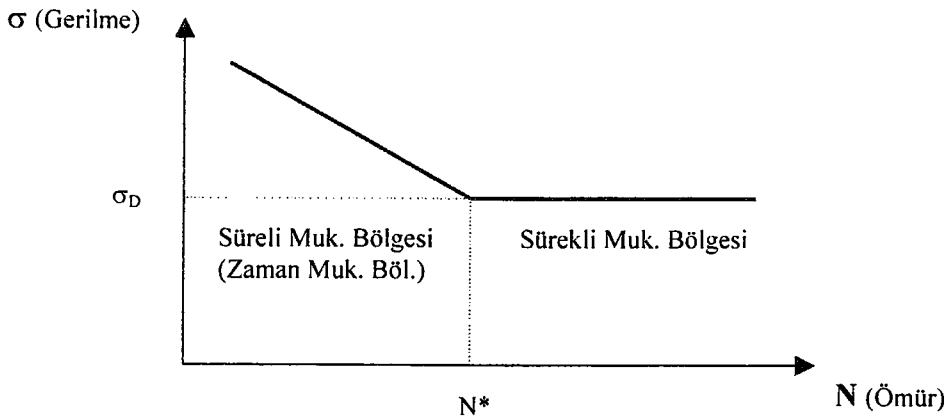 σ (Gerilme)
σD
Süreli Muk. Bölgesi
(Zaman Muk. Böl.)
Sürekli Muk. Bölgesi
N*
N (Ömür)